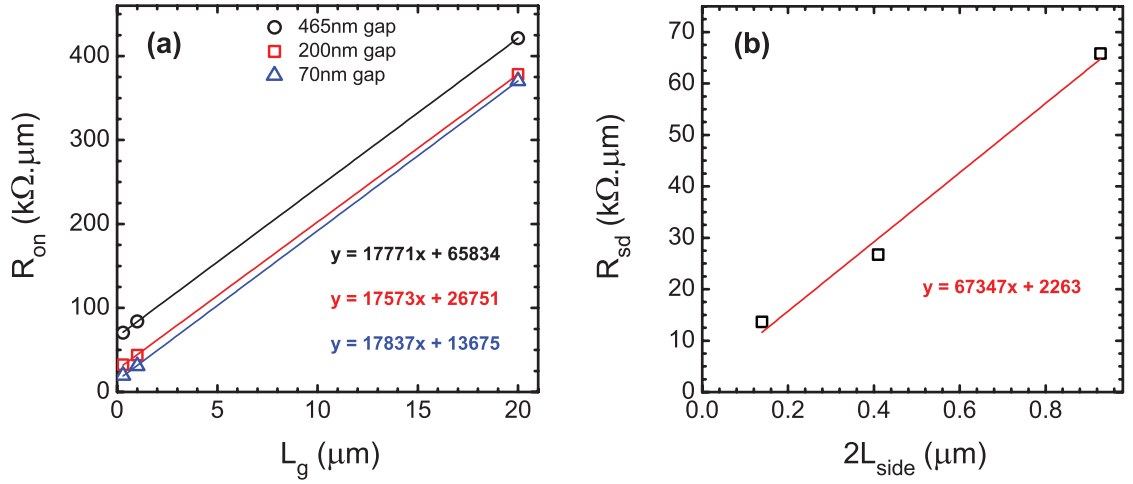 (a)
465nm gap
200nm gap
70nm gap
400
300
200
100
0
R_on (kΩ.μm)
y = 17771x + 65834
y = 17573x + 26751
y = 17837x + 13675
0 5 10 15 20
L_g (μm)
(b)
70
60
50
40
30
20
10
0
R_sd (kΩ.μm)
y = 67347x + 2263
0.0 0.2 0.4 0.6 0.8
2L_side (μm)